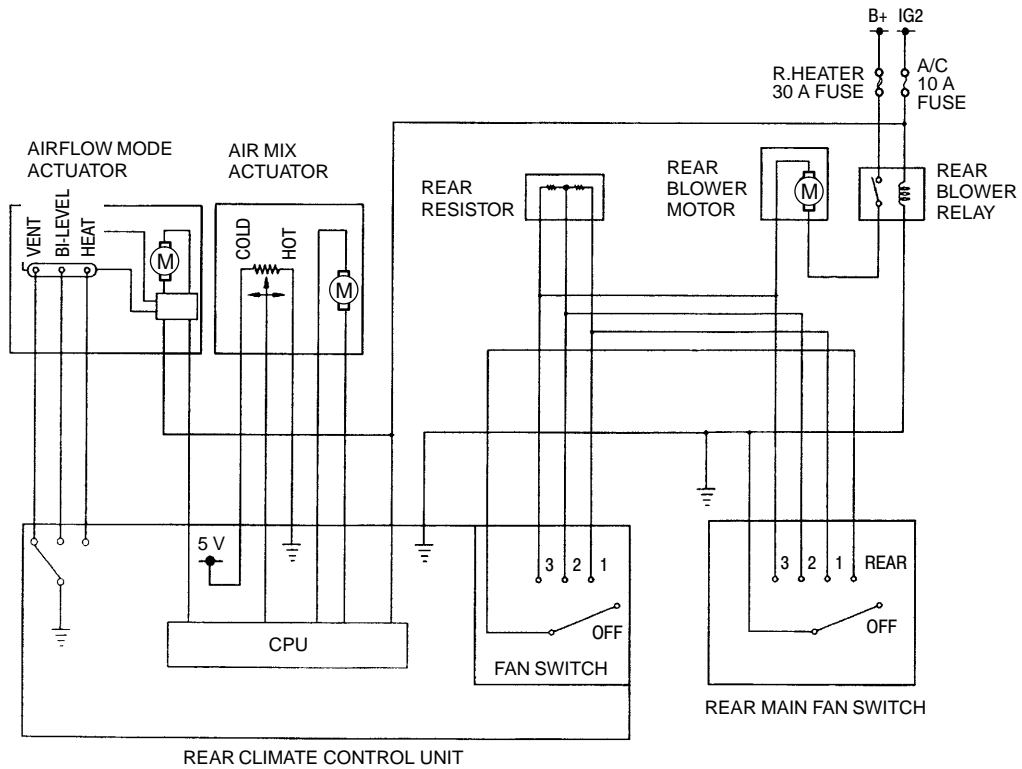 B+ IG2
R.HEATER
30 A FUSE
A/C
10 A
FUSE
AIRFLOW MODE
ACTUATOR
AIR MIX
ACTUATOR
REAR
RESISTOR
REAR
BLOWER
MOTOR
REAR
BLOWER
RELAY
VENT
BI-LEVEL
HEAT
COLD
HOT
M
M
M
5 V
3 2 1
OFF
FAN SWITCH
3 2 1 REAR
OFF
CPU
REAR MAIN FAN SWITCH
REAR CLIMATE CONTROL UNIT